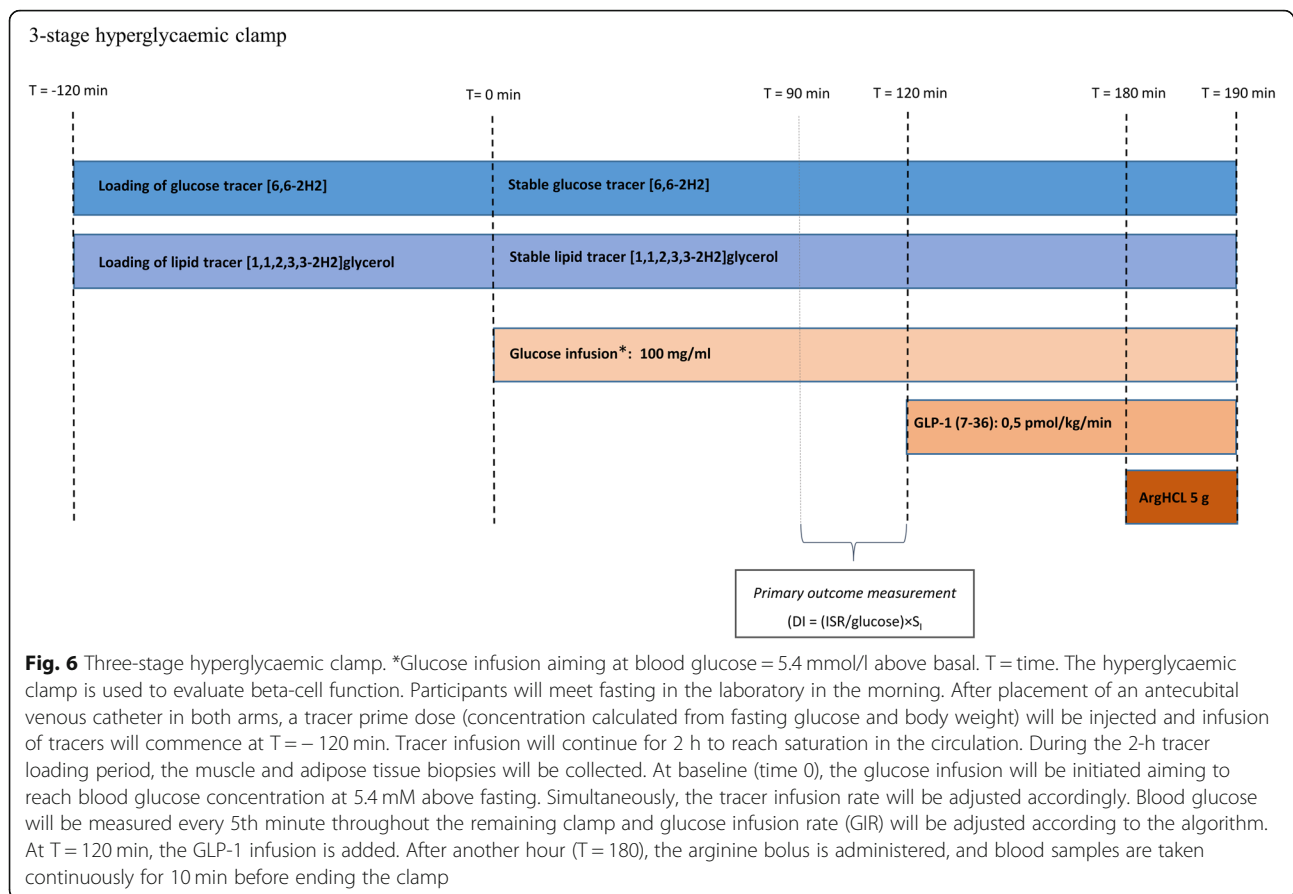 3-stage hyperglycaemic clamp
T = -120 min
T= 0 min
T = 90 min
T = 120 min
T = 180 min
T = 190 min
Loading of glucose tracer [6,6-2H2]
Stable glucose tracer [6,6-2H2]
Loading of lipid tracer [1,1,2,3,3-2H2]glycerol
Stable lipid tracer [1,1,2,3,3-2H2]glycerol
Glucose infusion*: 100 mg/ml
GLP-1 (7-36): 0,5 pmol/kg/min
ArgHCL 5 g
Primary outcome measurement
(DI = (ISR/glucose)×SI
Fig. 6 Three-stage hyperglycaemic clamp. *Glucose infusion aiming at blood glucose = 5.4 mmol/l above basal. T = time. The hyperglycaemic
clamp is used to evaluate beta-cell function. Participants will meet fasting in the laboratory in the morning. After placement of an antecubital
venous catheter in both arms, a tracer prime dose (concentration calculated from fasting glucose and body weight) will be injected and infusion
of tracers will commence at T = − 120 min. Tracer infusion will continue for 2 h to reach saturation in the circulation. During the 2-h tracer
loading period, the muscle and adipose tissue biopsies will be collected. At baseline (time 0), the glucose infusion will be initiated aiming to
reach blood glucose concentration at 5.4 mM above fasting. Simultaneously, the tracer infusion rate will be adjusted accordingly. Blood glucose
will be measured every 5th minute throughout the remaining clamp and glucose infusion rate (GIR) will be adjusted according to the algorithm.
At T = 120 min, the GLP-1 infusion is added. After another hour (T = 180), the arginine bolus is administered, and blood samples are taken
continuously for 10 min before ending the clamp